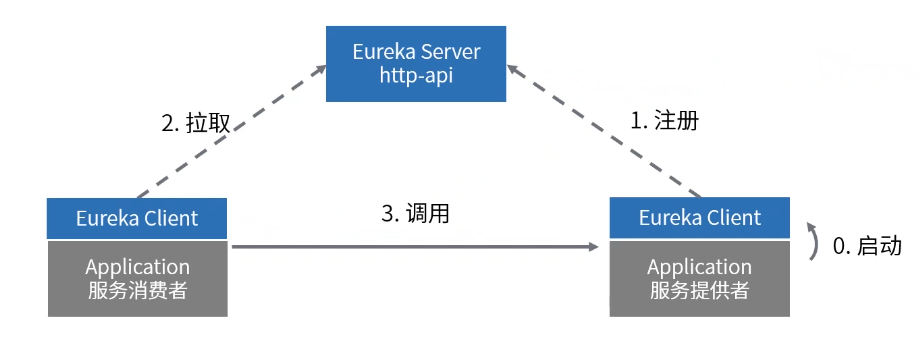 Eureka Server
http-api
2. 拉取
1. 注册
Eureka Client
3. 调用
Eureka Client
Application
服务消费者
Application
服务提供者
0. 启动